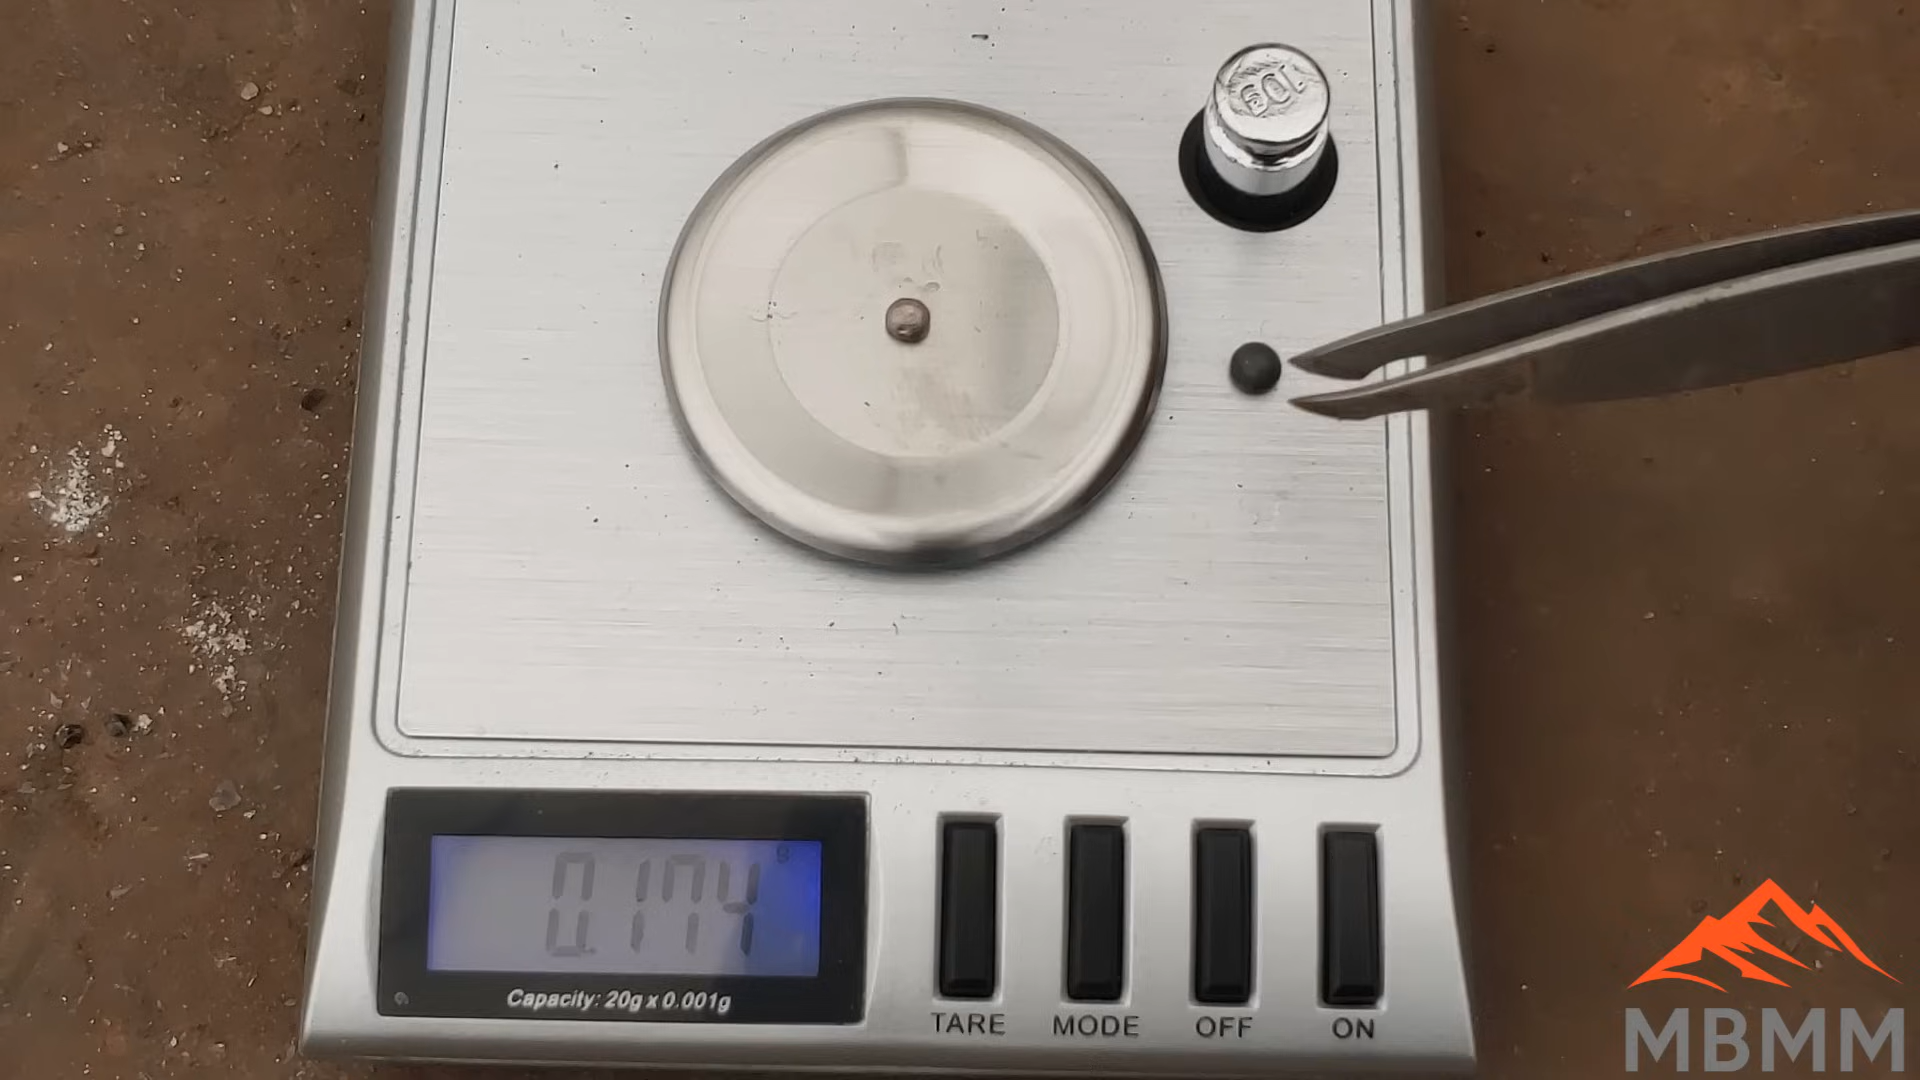 10g
0.174 g
Capacity: 20g x 0.001g
TARE MODE OFF ON
MBMM